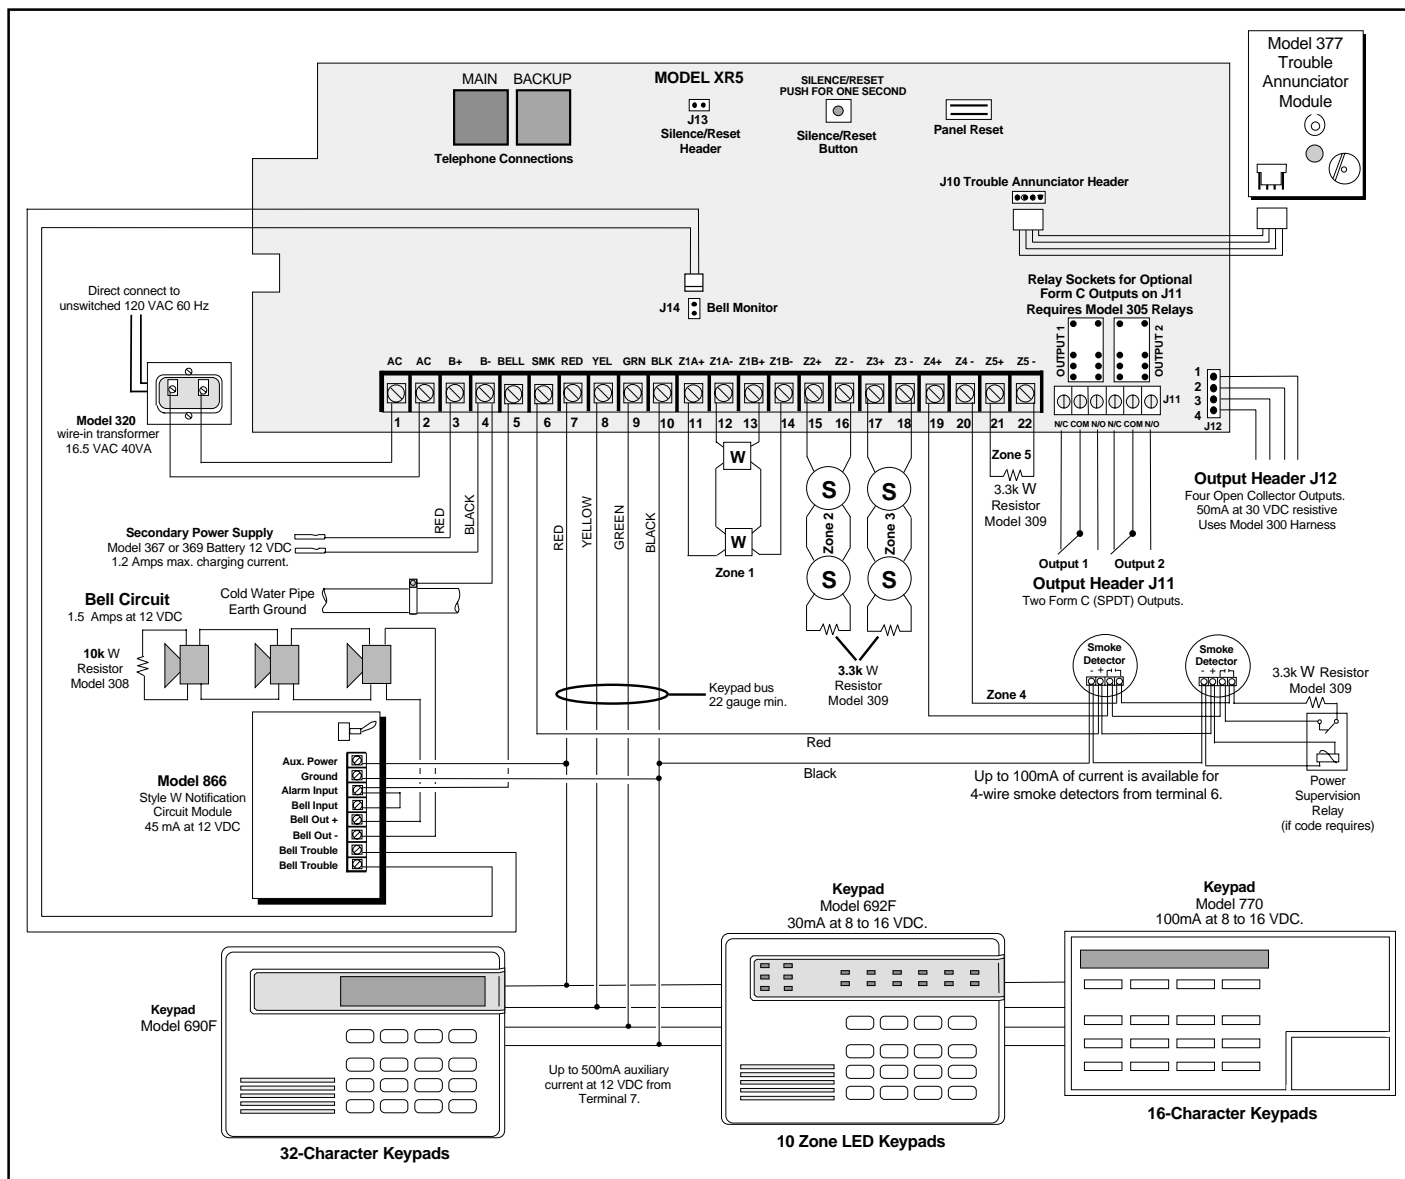 MAIN BACKUP
Telephone Connections
MODEL XR5
J13
Silence/Reset
Header
SILENCE/RESET
PUSH FOR ONE SECOND
Silence/Reset
Button
Panel Reset
Model 377
Trouble
Annunciator
Module
J10 Trouble Annunciator Header
Direct connect to
unswitched 120 VAC 60 Hz
J14 Bell Monitor
Relay Sockets for Optional
Form C Outputs on J11
Requires Model 305 Relays
OUTPUT 1
OUTPUT 2
AC AC B+ B- BELL SMK RED YEL GRN BLK Z1A+ Z1A- Z1B+ Z1B- Z2+ Z2 - Z3+ Z3 - Z4+ Z4 - Z5+ Z5 -
1 2 3 4 5 6 7 8 9 10 11 12 13 14 15 16 17 18 19 20 21 22
J11
N/C COM N/O N/C COM N/O
1
2
3
4
J12
Model 320
wire-in transformer
16.5 VAC 40VA
RED
BLACK
RED
YELLOW
GREEN
BLACK
W
W
Zone 1
S
S
Zone 2
S
S
Zone 3
Zone 5
3.3k W
Resistor
Model 309
Output 1 Output 2
Output Header J11
Two Form C (SPDT) Outputs.
Output Header J12
Four Open Collector Outputs.
50mA at 30 VDC resistive
Uses Model 300 Harness
Secondary Power Supply
Model 367 or 369 Battery 12 VDC
1.2 Amps max. charging current.
Cold Water Pipe
Earth Ground
Bell Circuit
1.5 Amps at 12 VDC
10k W
Resistor
Model 308
3.3k W
Resistor
Model 309
Keypad bus
22 gauge min.
Zone 4
Smoke
Detector
- +
Smoke
Detector
- +
3.3k W Resistor
Model 309
Red
Black
Up to 100mA of current is available for
4-wire smoke detectors from terminal 6.
Power
Supervision
Relay
(if code requires)
Model 866
Style W Notification
Circuit Module
45 mA at 12 VDC
Aux. Power
Ground
Alarm Input
Bell Input
Bell Out +
Bell Out -
Bell Trouble
Bell Trouble
Keypad
Model 690F
32-Character Keypads
Up to 500mA auxiliary
current at 12 VDC from
Terminal 7.
Keypad
Model 692F
30mA at 8 to 16 VDC.
10 Zone LED Keypads
Keypad
Model 770
100mA at 8 to 16 VDC.
16-Character Keypads